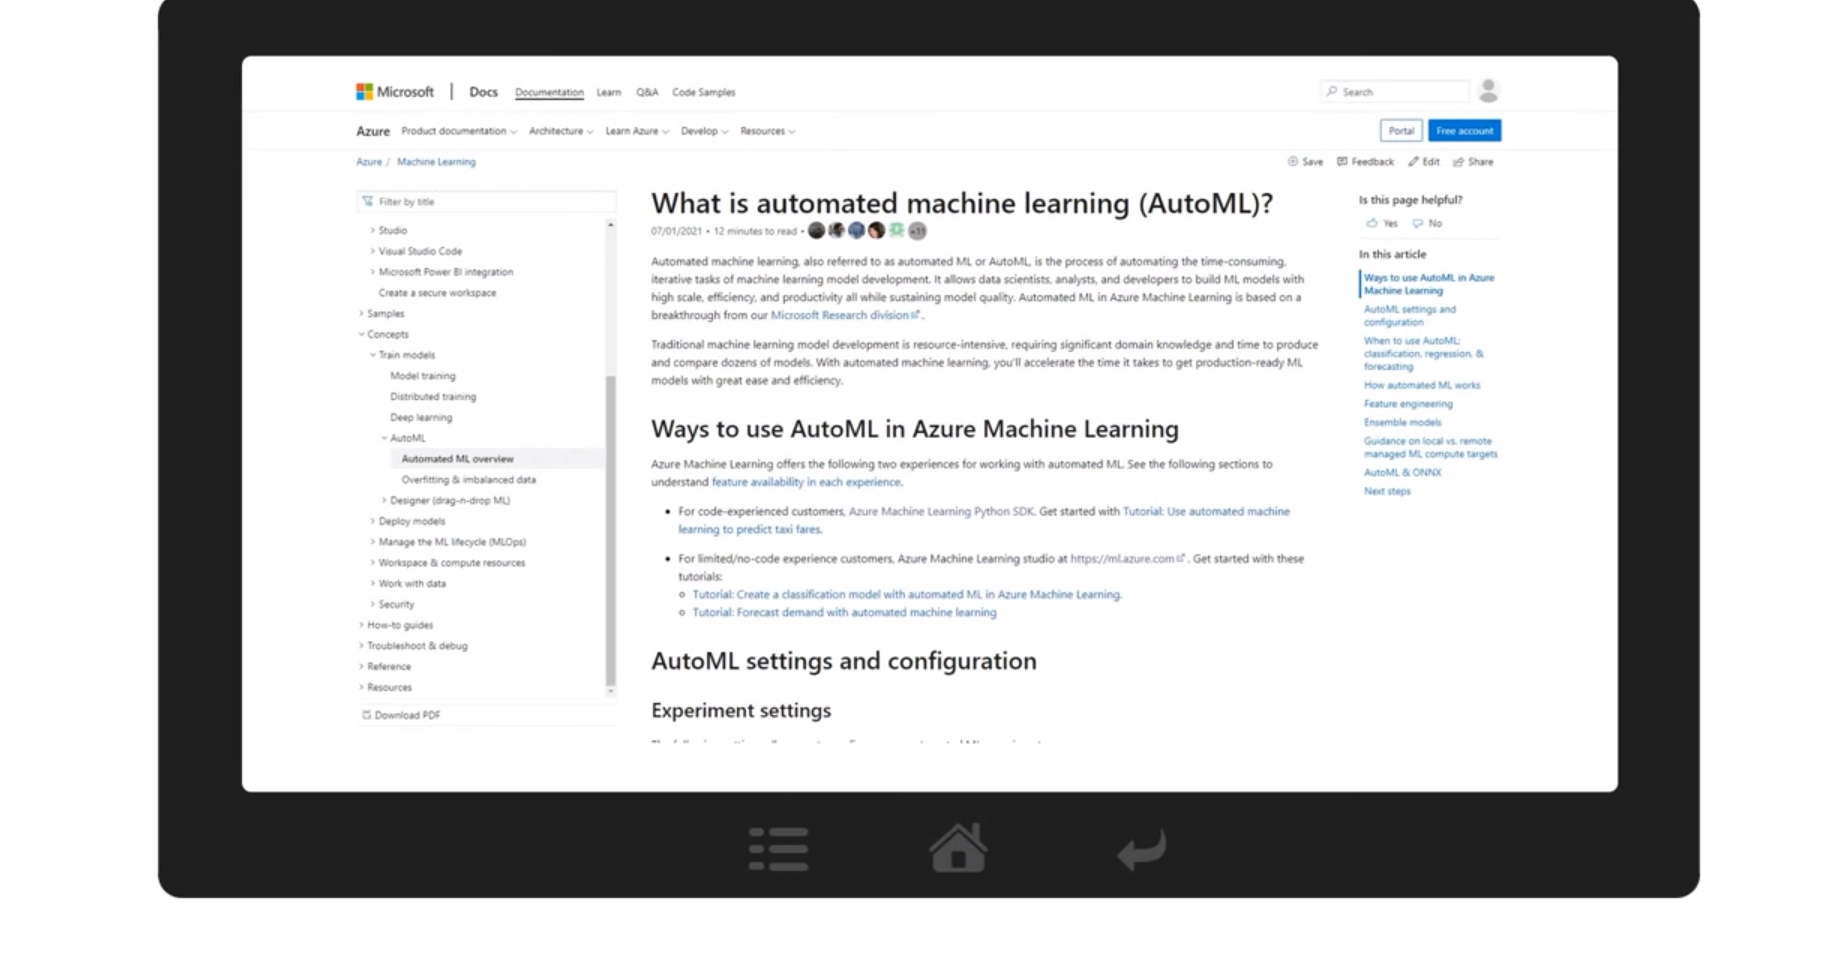 Microsoft | Docs Documentation Learn Q&A Code Samples Search
Azure Product documentation Architecture Learn Azure Develop Resources Portal Free account
Azure / Machine Learning Save Feedback Edit Share
Filter by title
Studio
Visual Studio Code
Microsoft Power BI integration
Create a secure workspace
Samples
Concepts
Train models
Model training
Distributed training
Deep learning
AutoML
Automated ML overview
Overfitting & imbalanced data
Designer (drag-n-drop ML)
Deploy models
Manage the ML lifecycle (MLOps)
Workspace & compute resources
Work with data
Security
How-to guides
Troubleshoot & debug
Reference
Resources
Download PDF
What is automated machine learning (AutoML)?
07/01/2021 • 12 minutes to read • +11
Automated machine learning, also referred to as automated ML or AutoML, is the process of automating the time-consuming,
iterative tasks of machine learning model development. It allows data scientists, analysts, and developers to build ML models with
high scale, efficiency, and productivity all while sustaining model quality. Automated ML in Azure Machine Learning is based on a
breakthrough from our Microsoft Research division.
Traditional machine learning model development is resource-intensive, requiring significant domain knowledge and time to produce
and compare dozens of models. With automated machine learning, you'll accelerate the time it takes to get production-ready ML
models with great ease and efficiency.
Ways to use AutoML in Azure Machine Learning
Azure Machine Learning offers the following two experiences for working with automated ML. See the following sections to
understand feature availability in each experience.
• For code-experienced customers, Azure Machine Learning Python SDK. Get started with Tutorial: Use automated machine
learning to predict taxi fares.
• For limited/no-code experience customers, Azure Machine Learning studio at https://ml.azure.com. Get started with these
tutorials:
Tutorial: Create a classification model with automated ML in Azure Machine Learning.
Tutorial: Forecast demand with automated machine learning
AutoML settings and configuration
Experiment settings
Is this page helpful?
Yes No
In this article
Ways to use AutoML in Azure
Machine Learning
AutoML settings and
configuration
When to use AutoML:
classification, regression, &
forecasting
How automated ML works
Feature engineering
Ensemble models
Guidance on local vs. remote
managed ML compute targets
AutoML & ONNX
Next steps